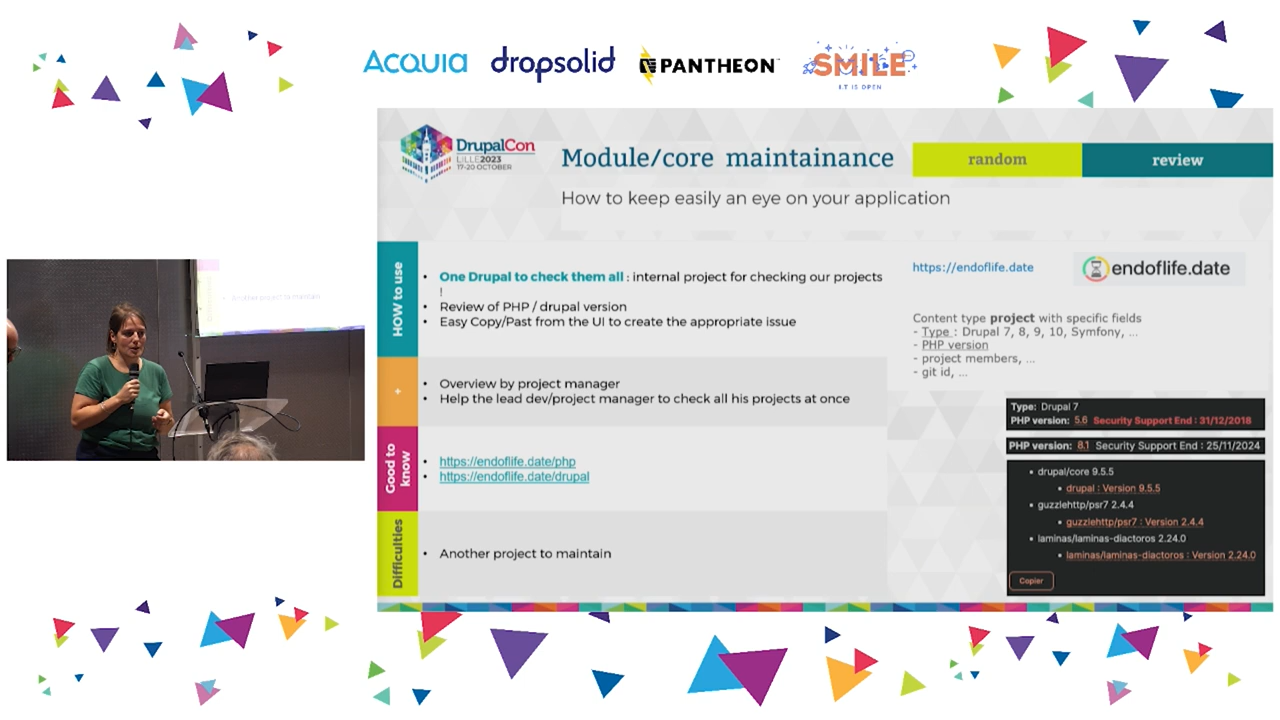 ACQUIA dropsolid PANTHEON SMILE
I.T IS OPEN
DrupalCon
LILLE2023
17-20 OCTOBER
Module/core maintainance
random
review
How to keep easily an eye on your application
HOW to use
• One Drupal to check them all : internal project for checking our projects
!
• Review of PHP / drupal version
• Easy Copy/Past from the UI to create the appropriate issue
+
• Overview by project manager
• Help the lead dev/project manager to check all his projects at once
Good to
know
• https://endoflife.date/php
• https://endoflife.date/drupal
Difficulties
• Another project to maintain
https://endoflife.date
endoflife.date
Content type project with specific fields
- Type : Drupal 7, 8, 9, 10, Symfony, ...
- PHP version
- project members, ...
- git id, ...
Type: Drupal 7
PHP version: 5.6 Security Support End : 31/12/2018
PHP version: 8.1 Security Support End : 25/11/2024
• drupal/core 9.5.5
▪ drupal : Version 9.5.5
• guzzlehttp/psr7 2.4.4
▪ guzzlehttp/psr7 : Version 2.4.4
• laminas/laminas-diactoros 2.24.0
▪ laminas/laminas-diactoros : Version 2.24.0
Copier
• Another project to maintain